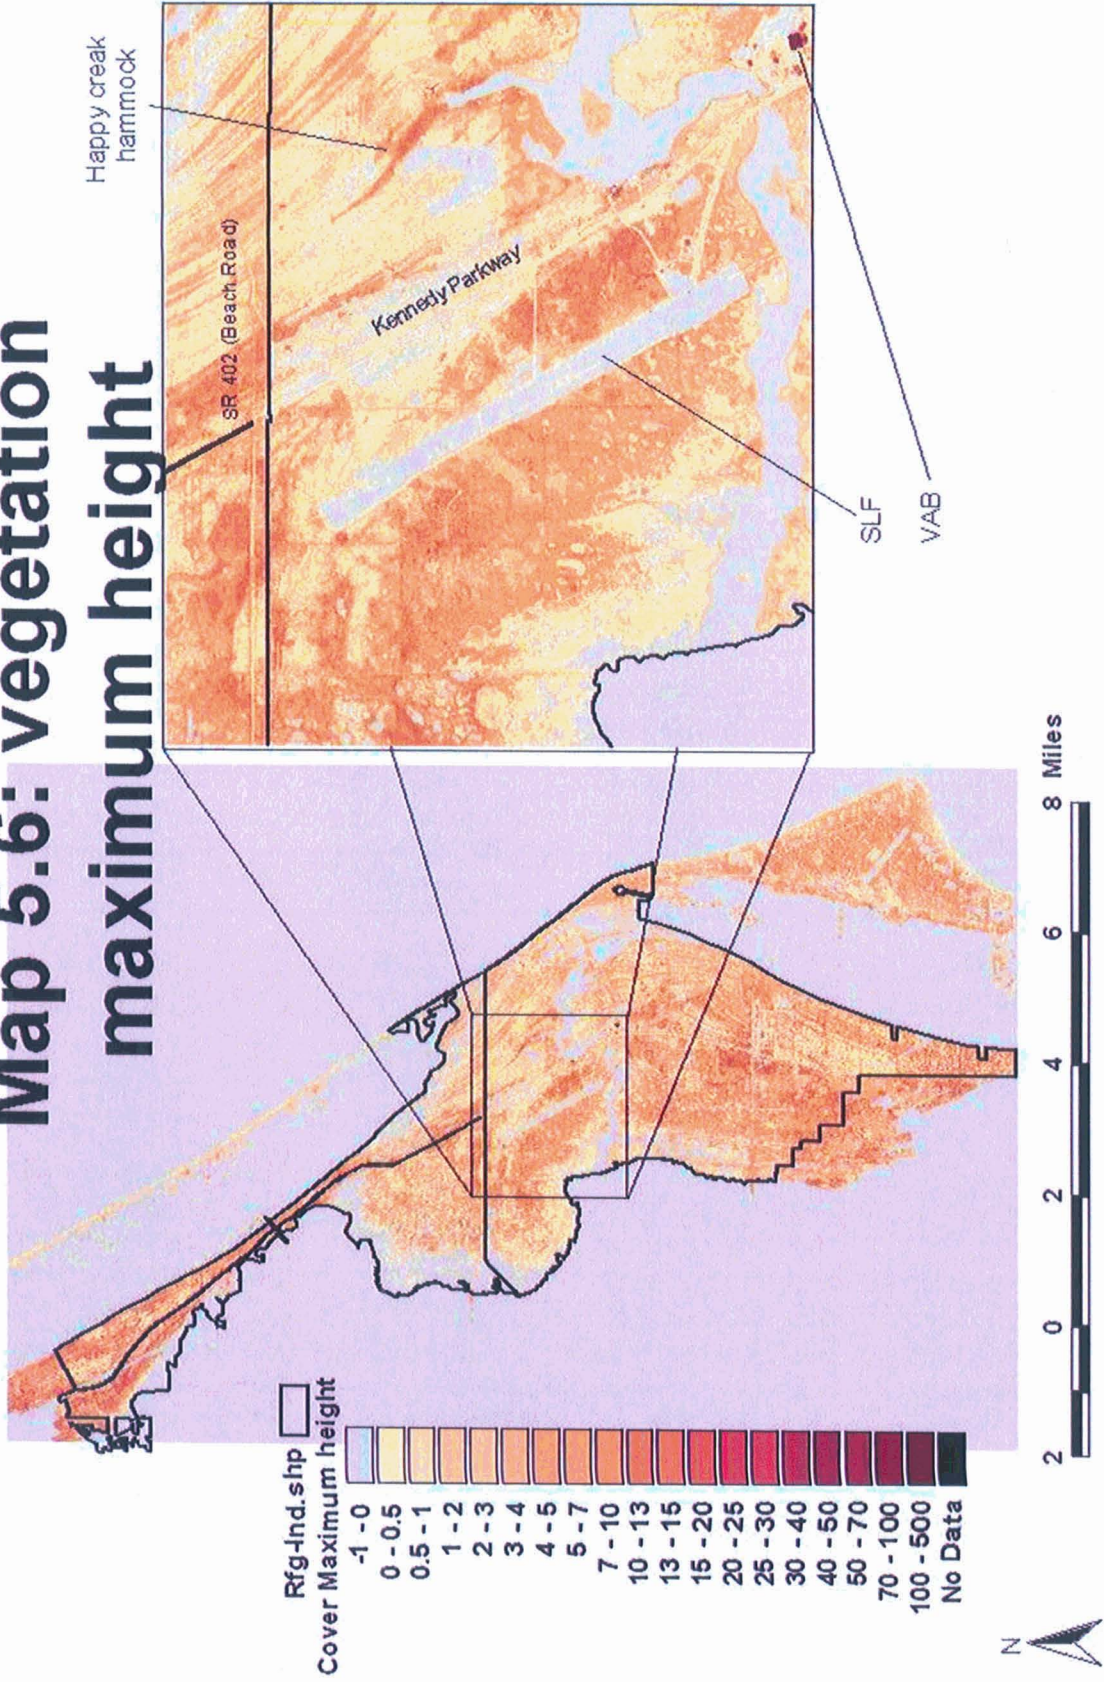 Map 5.6: vegetation
maximum height
Happy creak
hammock
SR 402 (Beach Road)
Kennedy Parkway
SLF
VAB
Rfg-lnd.shp
Cover Maximum height
-1 - 0
0 - 0.5
0.5 - 1
1 - 2
2 - 3
3 - 4
4 - 5
5 - 7
7 - 10
10 - 13
13 - 15
15 - 20
20 - 25
25 - 30
30 - 40
40 - 50
50 - 70
70 - 100
100 - 500
No Data
N
2 0 2 4 6 8 Miles